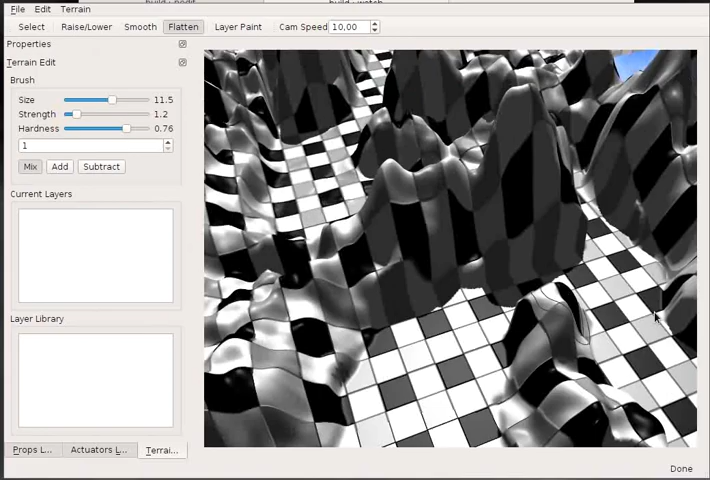 File Edit Terrain
Select Raise/Lower Smooth Flatten Layer Paint Cam Speed 10.00
Properties
Terrain Edit
Brush
Size 11.5
Strength 1.2
Hardness 0.76
1
Mix Add Subtract
Current Layers
Layer Library
Props L... Actuators L... Terrai...
Done